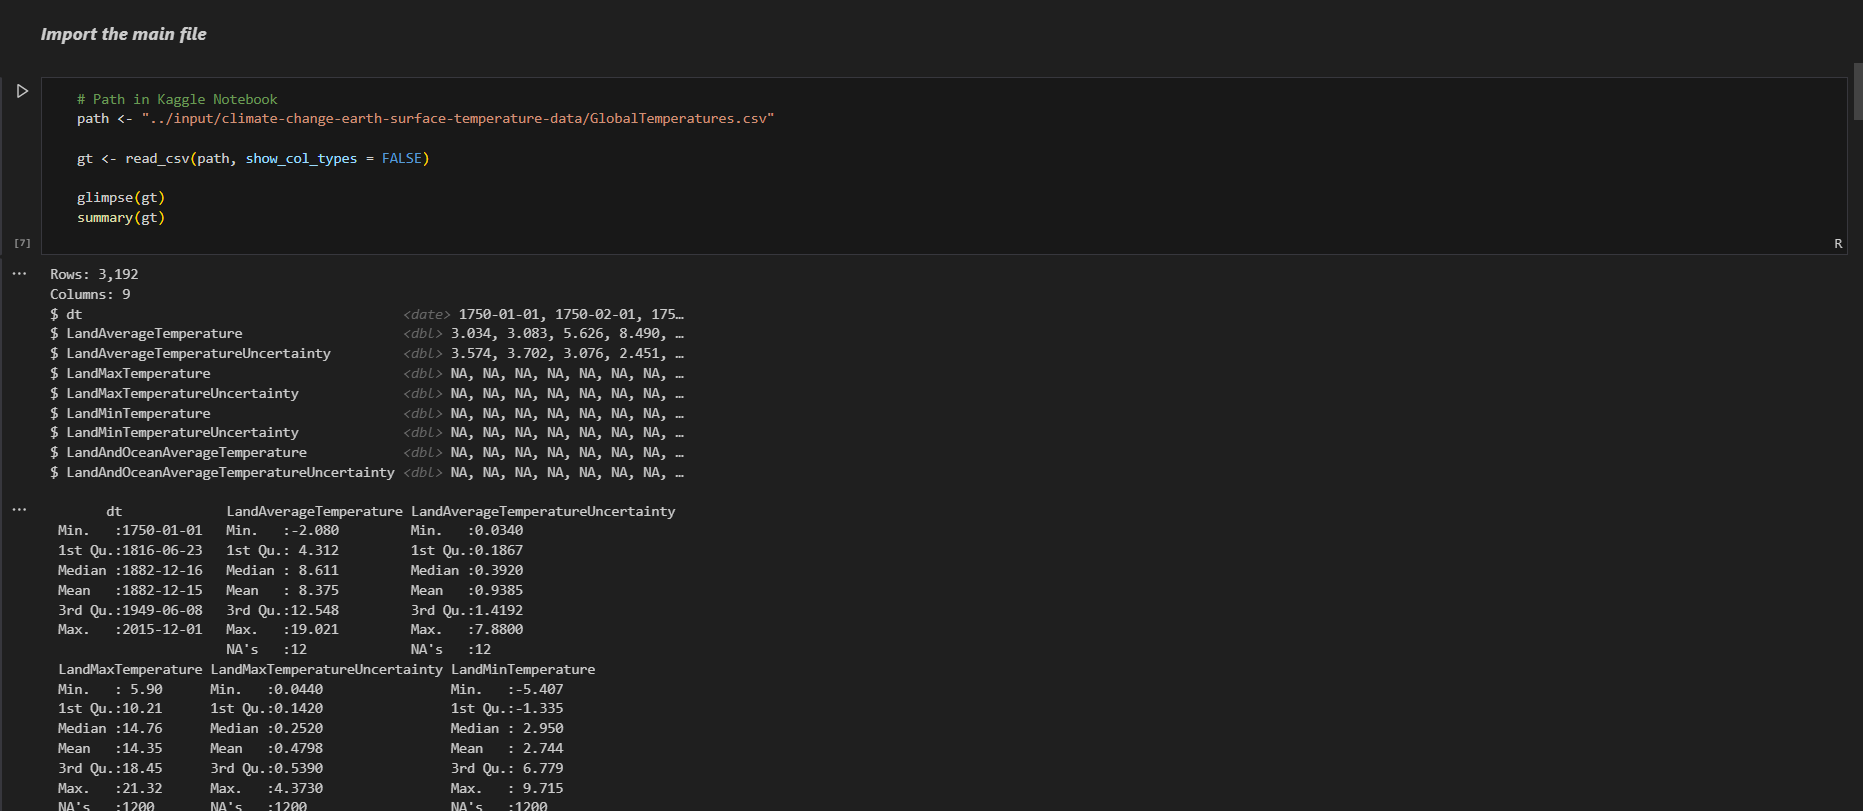 Import the main file
# Path in Kaggle Notebook
path <- "../input/climate-change-earth-surface-temperature-data/GlobalTemperatures.csv"
gt <- read_csv(path, show_col_types = FALSE)
glimpse(gt)
summary(gt)
[7]
R
Rows: 3,192
Columns: 9
$ dt <date> 1750-01-01, 1750-02-01, 175…
$ LandAverageTemperature <dbl> 3.034, 3.083, 5.626, 8.490, …
$ LandAverageTemperatureUncertainty <dbl> 3.574, 3.702, 3.076, 2.451, …
$ LandMaxTemperature <dbl> NA, NA, NA, NA, NA, NA, NA, …
$ LandMaxTemperatureUncertainty <dbl> NA, NA, NA, NA, NA, NA, NA, …
$ LandMinTemperature <dbl> NA, NA, NA, NA, NA, NA, NA, …
$ LandMinTemperatureUncertainty <dbl> NA, NA, NA, NA, NA, NA, NA, …
$ LandAndOceanAverageTemperature <dbl> NA, NA, NA, NA, NA, NA, NA, …
$ LandAndOceanAverageTemperatureUncertainty <dbl> NA, NA, NA, NA, NA, NA, NA, …
dt LandAverageTemperature LandAverageTemperatureUncertainty
Min. :1750-01-01 Min. :-2.080 Min. :0.0340
1st Qu.:1816-06-23 1st Qu.: 4.312 1st Qu.:0.1867
Median :1882-12-16 Median : 8.611 Median :0.3920
Mean :1882-12-15 Mean : 8.375 Mean :0.9385
3rd Qu.:1949-06-08 3rd Qu.:12.548 3rd Qu.:1.4192
Max. :2015-12-01 Max. :19.021 Max. :7.8800
NA's :12 NA's :12
LandMaxTemperature LandMaxTemperatureUncertainty LandMinTemperature
Min. : 5.90 Min. :0.0440 Min. :-5.407
1st Qu.:10.21 1st Qu.:0.1420 1st Qu.:-1.335
Median :14.76 Median :0.2520 Median : 2.950
Mean :14.35 Mean :0.4798 Mean : 2.744
3rd Qu.:18.45 3rd Qu.:0.5390 3rd Qu.: 6.779
Max. :21.32 Max. :4.3730 Max. : 9.715
NA's :1200 NA's :1200 NA's :1200